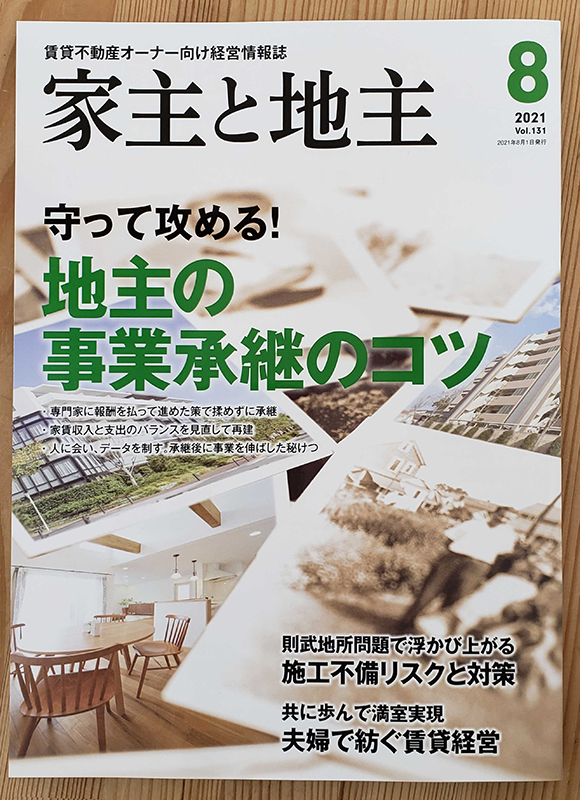 賃貸不動産オーナー向け経営情報誌
家主と地主
8
2021
Vol.131
2021年8月1日発行
守って攻める!
地主の
事業承継のコツ
・専門家に報酬を払って進めた策で揉めずに承継
・家賃収入と支出のバランスを見直して再建
・人に会い、データを制す。承継後に事業を伸ばした秘けつ
則武地所問題で浮かび上がる
施工不備リスクと対策
共に歩んで満室実現
夫婦で紡ぐ賃貸経営